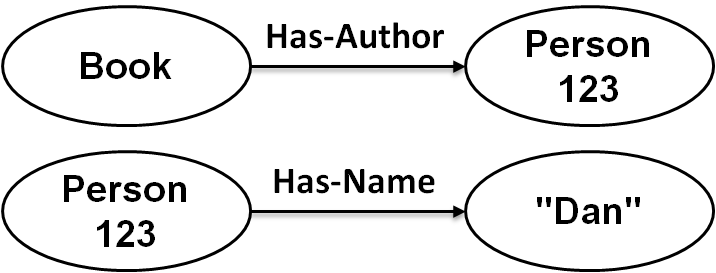 Has-Author
Book
Person
123
Has-Name
Person
123
"Dan"